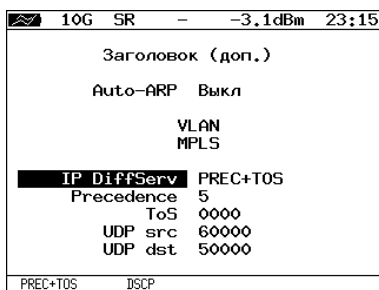 10G SR – –3.1dBm 23:15
Заголовок (доп.)
Auto–ARP Выкл
VLAN
MPLS
IP DiffServ PREC+TOS
Precedence 5
ToS 0000
UDP src 60000
UDP dst 50000
PREC+TOS DSCP